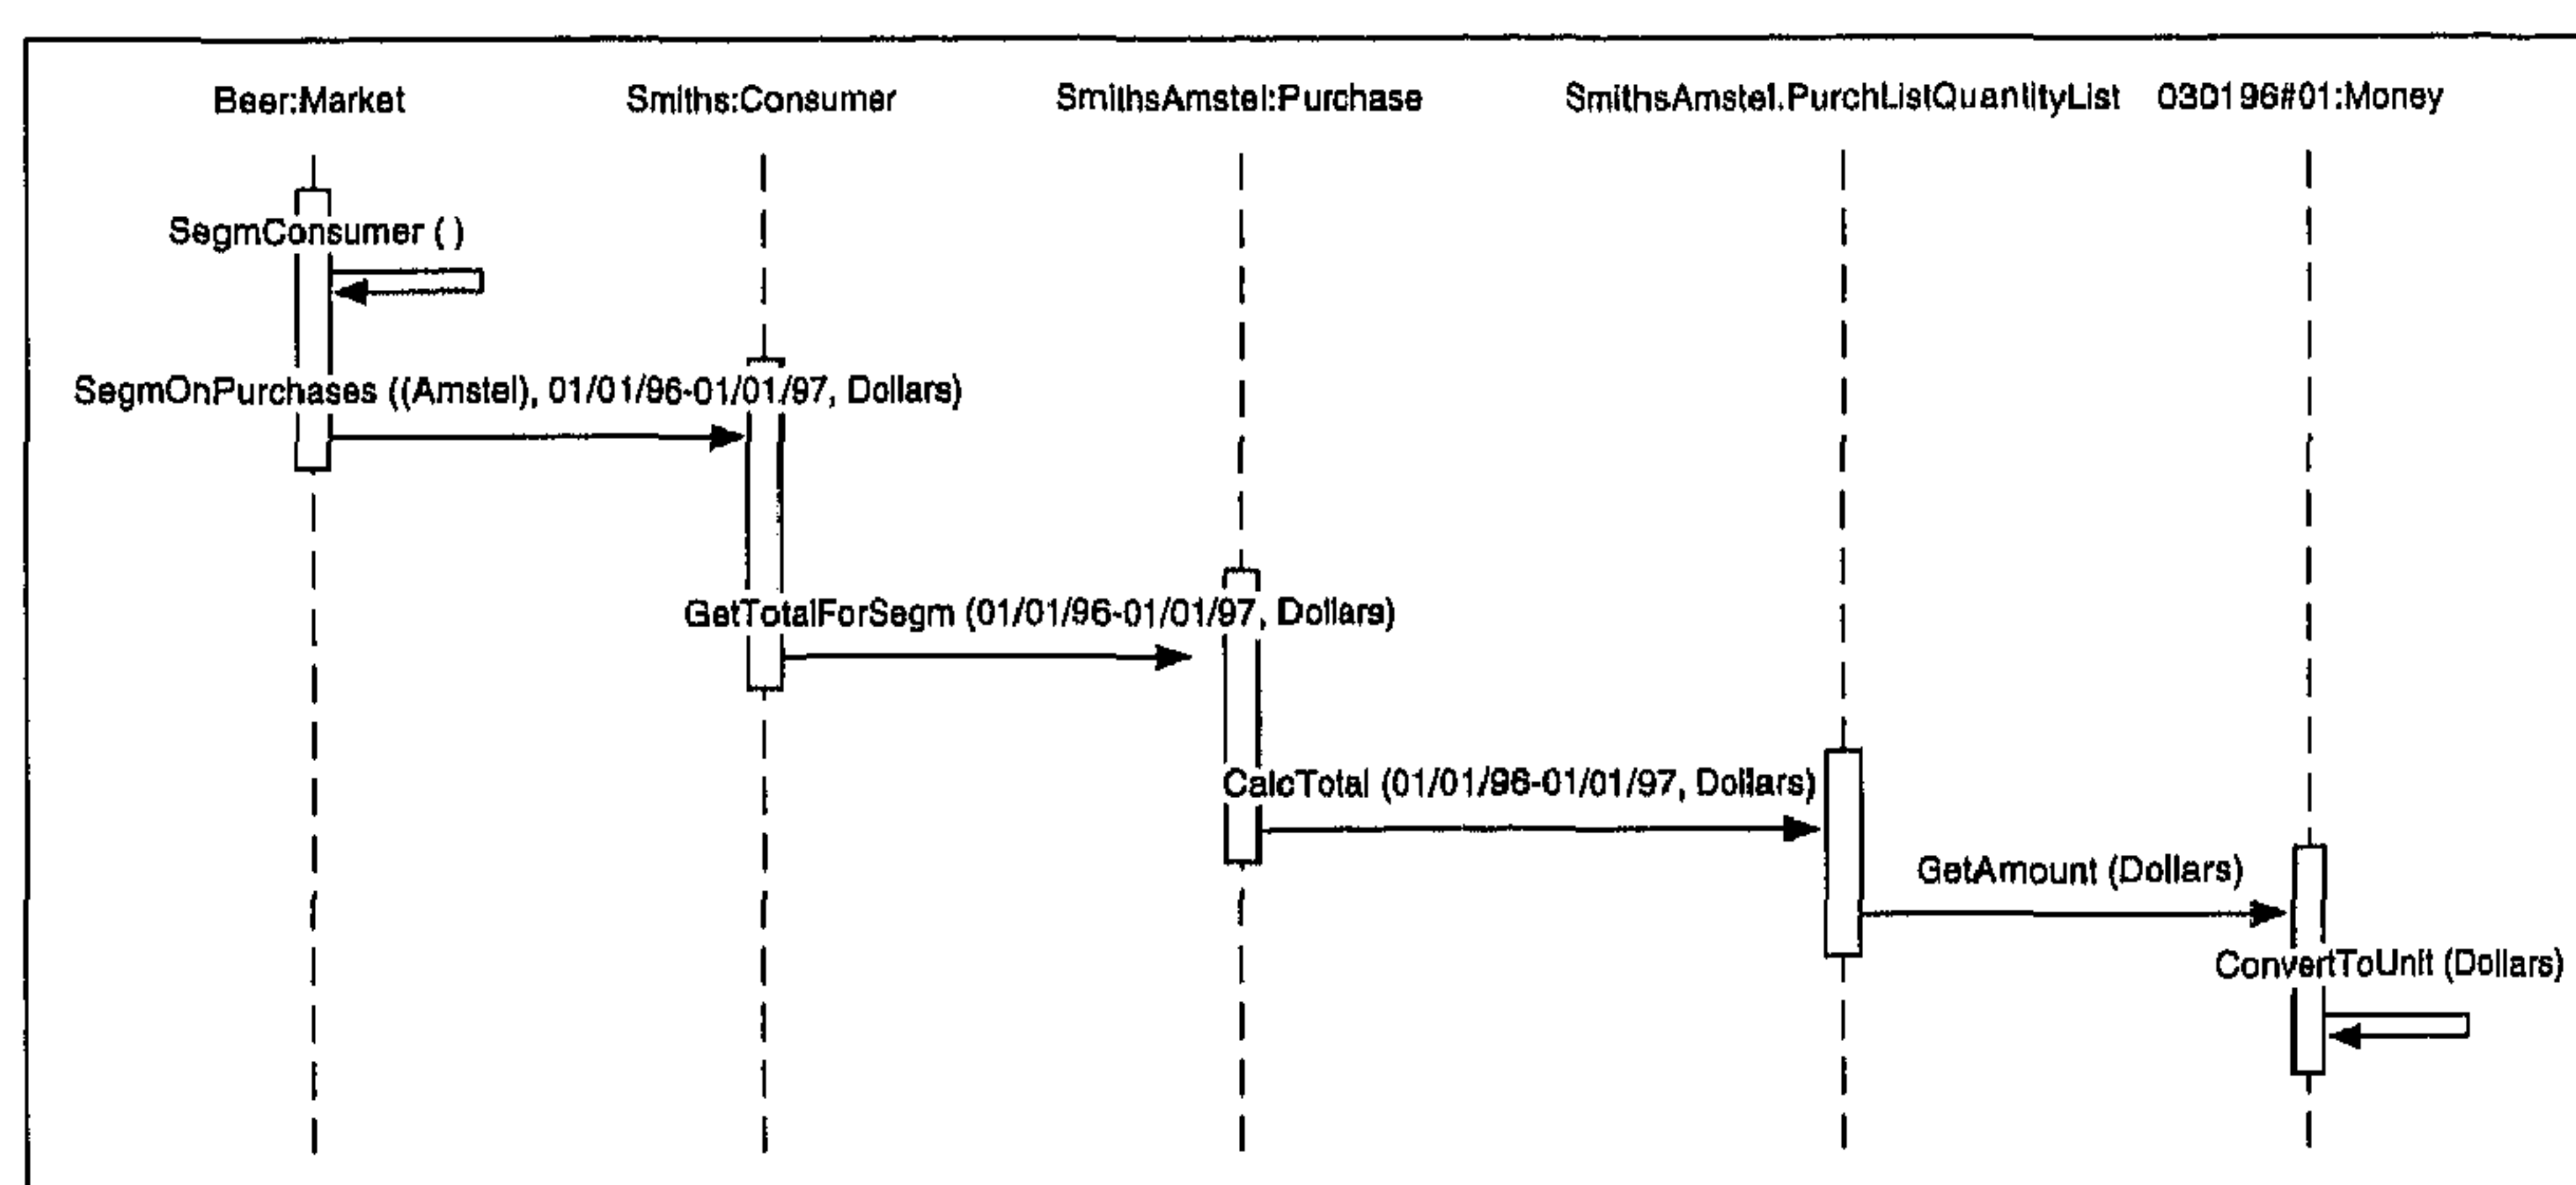 Beer:Market Smiths:Consumer SmithsAmstel:Purchase SmithsAmstel.PurchListQuantityList 030196#01:Money
SegmConsumer ( )
SegmOnPurchases ((Amstel), 01/01/96-01/01/97, Dollars)
GetTotalForSegm (01/01/96-01/01/97, Dollars)
CalcTotal (01/01/96-01/01/97, Dollars)
GetAmount (Dollars)
ConvertToUnit (Dollars)